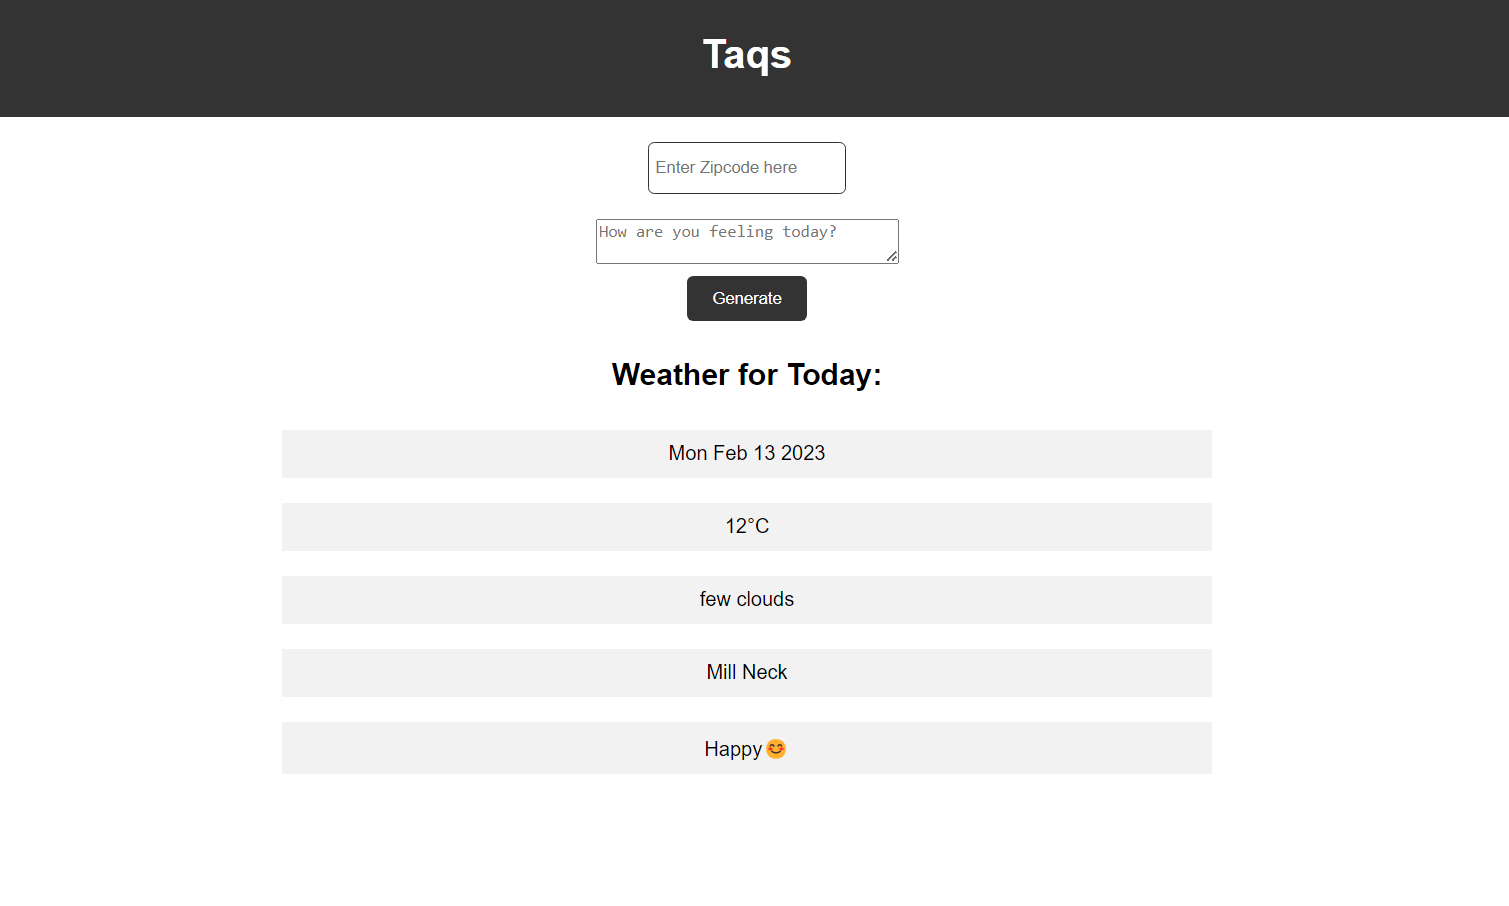 Taqs
Enter Zipcode here
How are you feeling today?
Generate
Weather for Today:
Mon Feb 13 2023
12°C
few clouds
Mill Neck
Happy😊